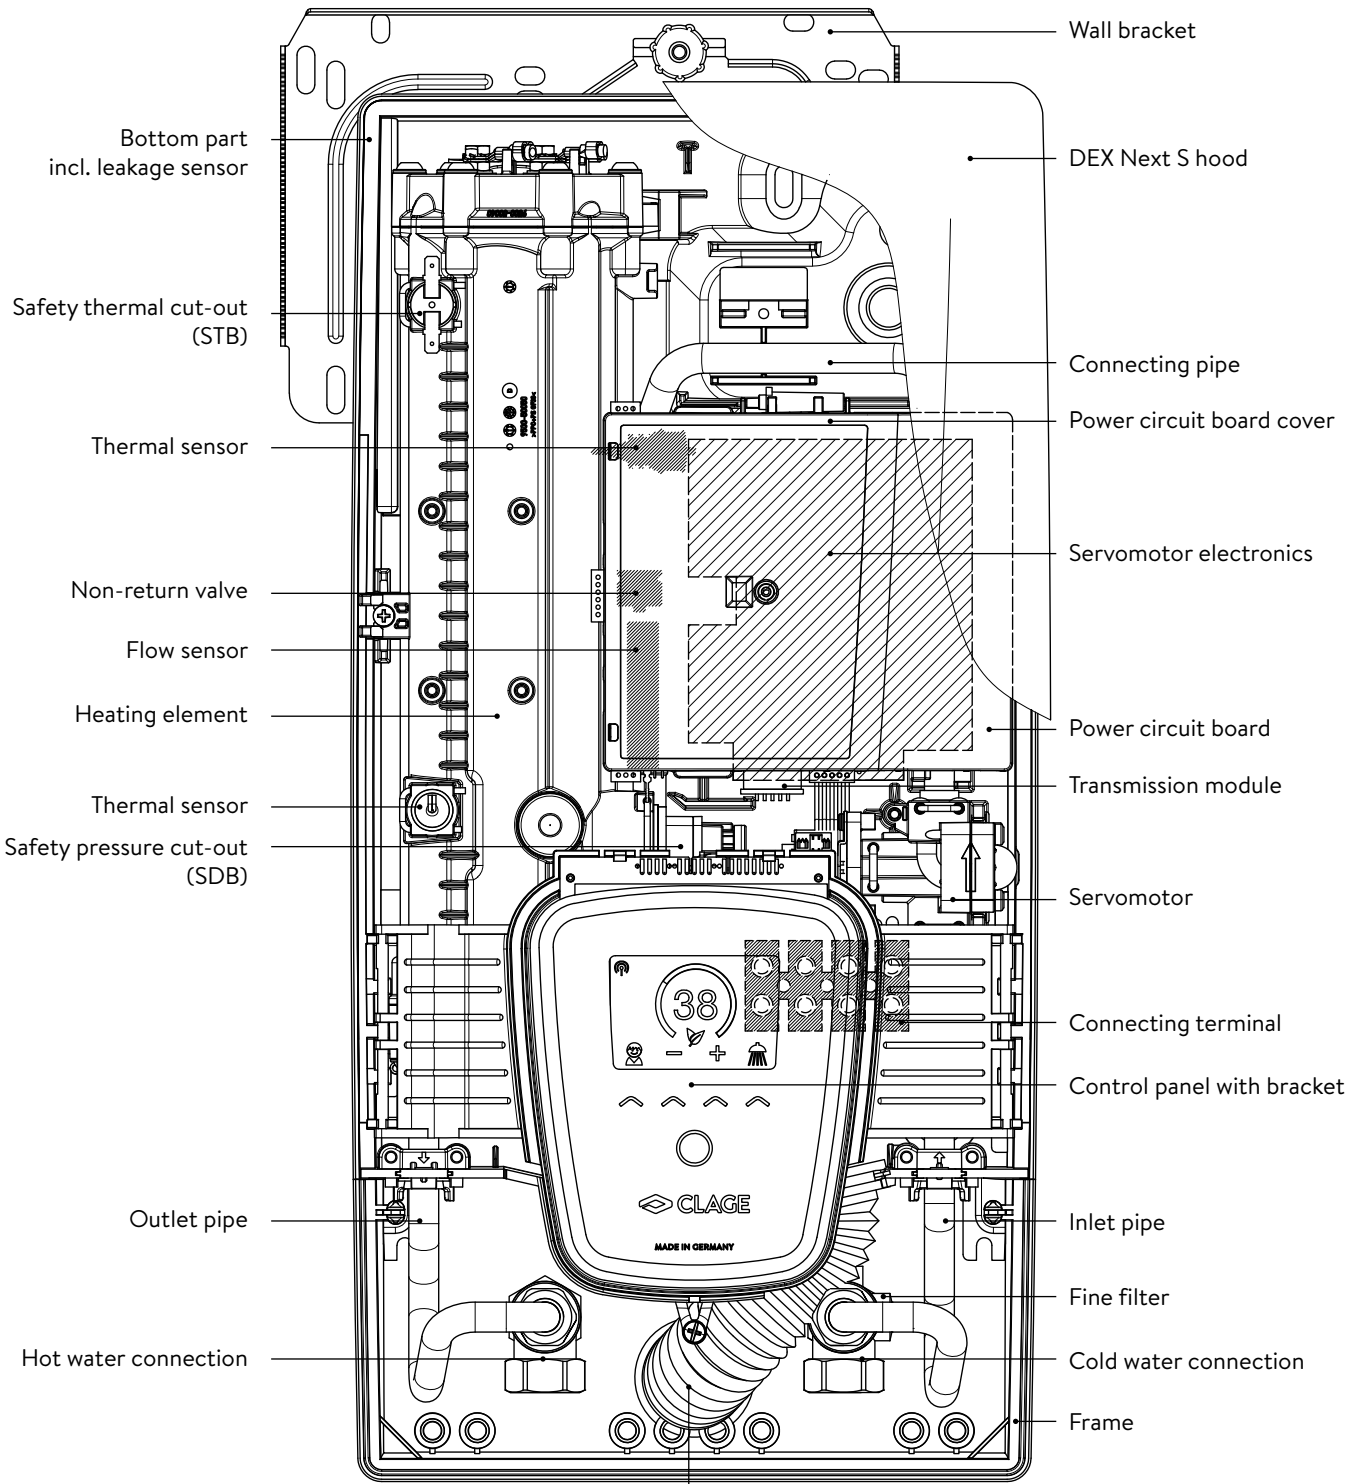 Wall bracket
Bottom part
incl. leakage sensor
DEX Next S hood
Safety thermal cut-out
(STB)
Connecting pipe
Power circuit board cover
Thermal sensor
Servomotor electronics
Non-return valve
Flow sensor
Heating element
Power circuit board
Transmission module
Thermal sensor
Safety pressure cut-out
(SDB)
Servomotor
38
Connecting terminal
Control panel with bracket
CLAGE
MADE IN GERMANY
Outlet pipe
Inlet pipe
Fine filter
Hot water connection
Cold water connection
Frame